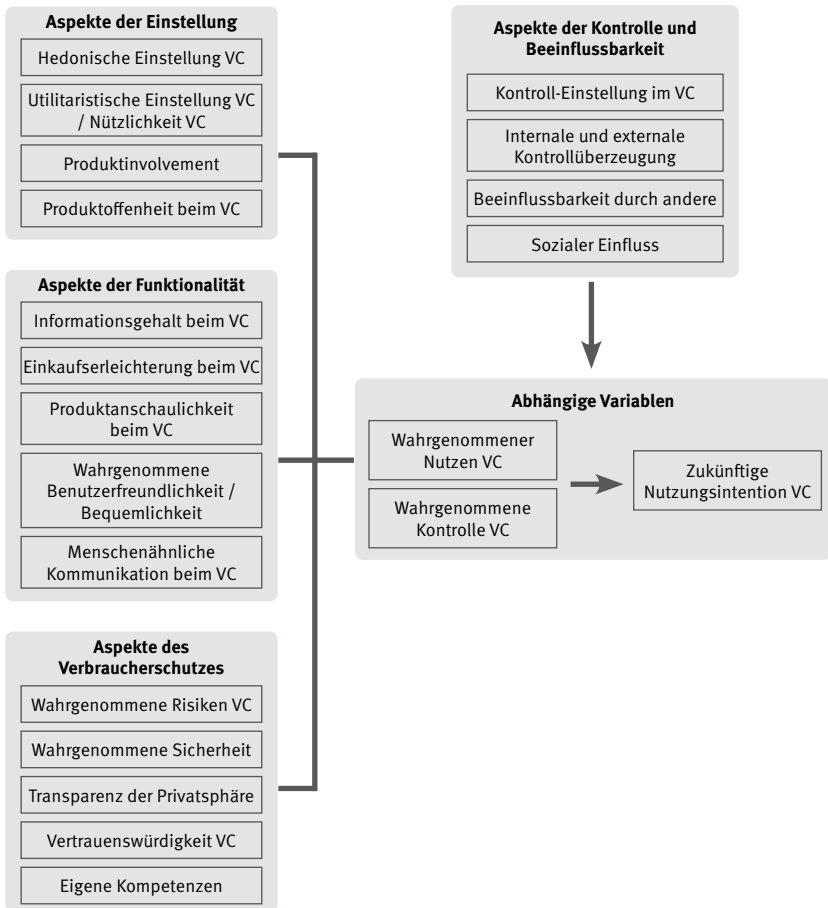 Aspekte der Einstellung
Hedonische Einstellung VC
Utilitaristische Einstellung VC
/ Nützlichkeit VC
Produktinvolvement
Produktoffenheit beim VC
Aspekte der Funktionalität
Informationsgehalt beim VC
Einkaufserleichterung beim VC
Produktanschaulichkeit
beim VC
Wahrgenommene
Benutzerfreundlichkeit /
Bequemlichkeit
Menschenähnliche
Kommunikation beim VC
Aspekte des
Verbraucherschutzes
Wahrgenommene Risiken VC
Wahrgenommene Sicherheit
Transparenz der Privatsphäre
Vertrauenswürdigkeit VC
Eigene Kompetenzen
Aspekte der Kontrolle und
Beeinflussbarkeit
Kontroll-Einstellung im VC
Internale und externale
Kontrollüberzeugung
Beeinflussbarkeit durch andere
Sozialer Einfluss
Abhängige Variablen
Wahrgenommener
Nutzen VC
Wahrgenommene
Kontrolle VC
Zukünftige
Nutzungsintention VC